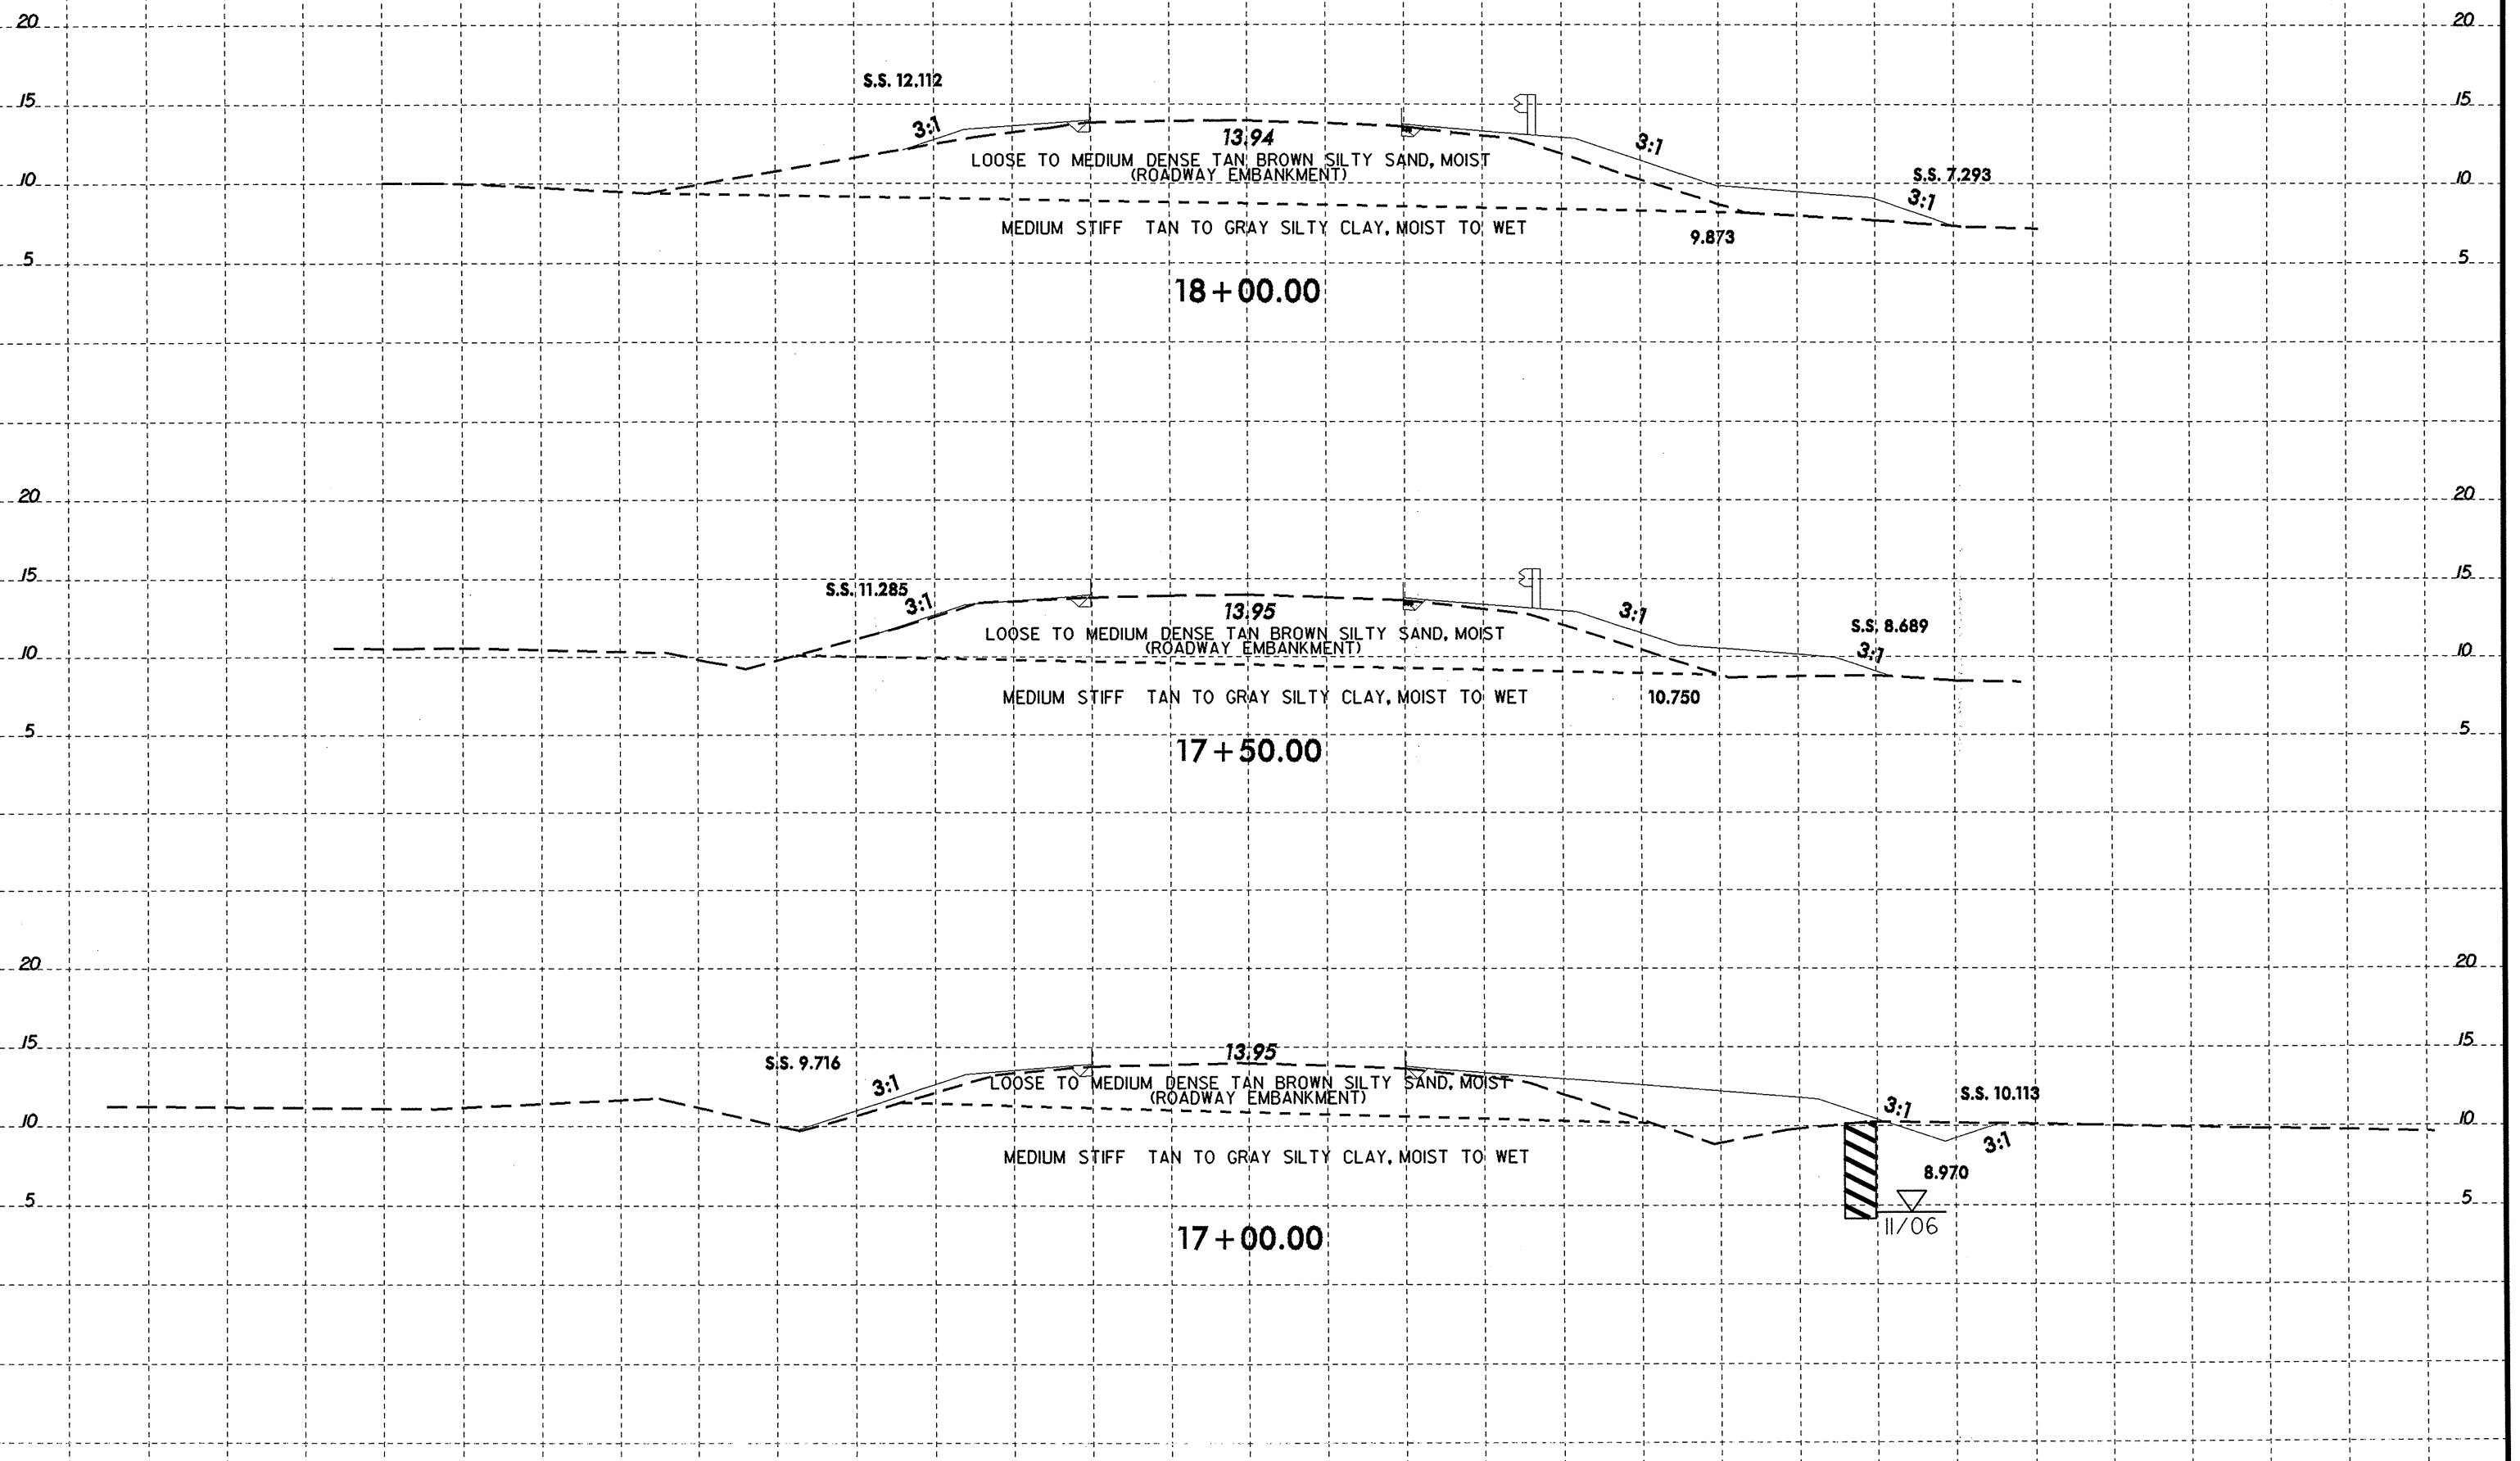 20 20
S.S. 12.112
15 15
3:1 13.94 3:1
LOOSE TO MEDIUM DENSE TAN BROWN SILTY SAND, MOIST
(ROADWAY EMBANKMENT)
10 S.S. 7.293 10
3:1
MEDIUM STIFF TAN TO GRAY SILTY CLAY, MOIST TO WET
9.873
5 5
18+00.00
20 20
15 15
S.S. 11.285
3:1 13.95 3:1
LOOSE TO MEDIUM DENSE TAN BROWN SILTY SAND, MOIST
(ROADWAY EMBANKMENT)
S.S. 8.689
10 3:1 10
MEDIUM STIFF TAN TO GRAY SILTY CLAY, MOIST TO WET
10.750
5 5
17+50.00
20 20
15 15
S.S. 9.716 13.95
3:1
LOOSE TO MEDIUM DENSE TAN BROWN SILTY SAND, MOIST
(ROADWAY EMBANKMENT)
S.S. 10.113
3:1
10 10
3:1
MEDIUM STIFF TAN TO GRAY SILTY CLAY, MOIST TO WET
8.970
5 5
11/06
17+00.00